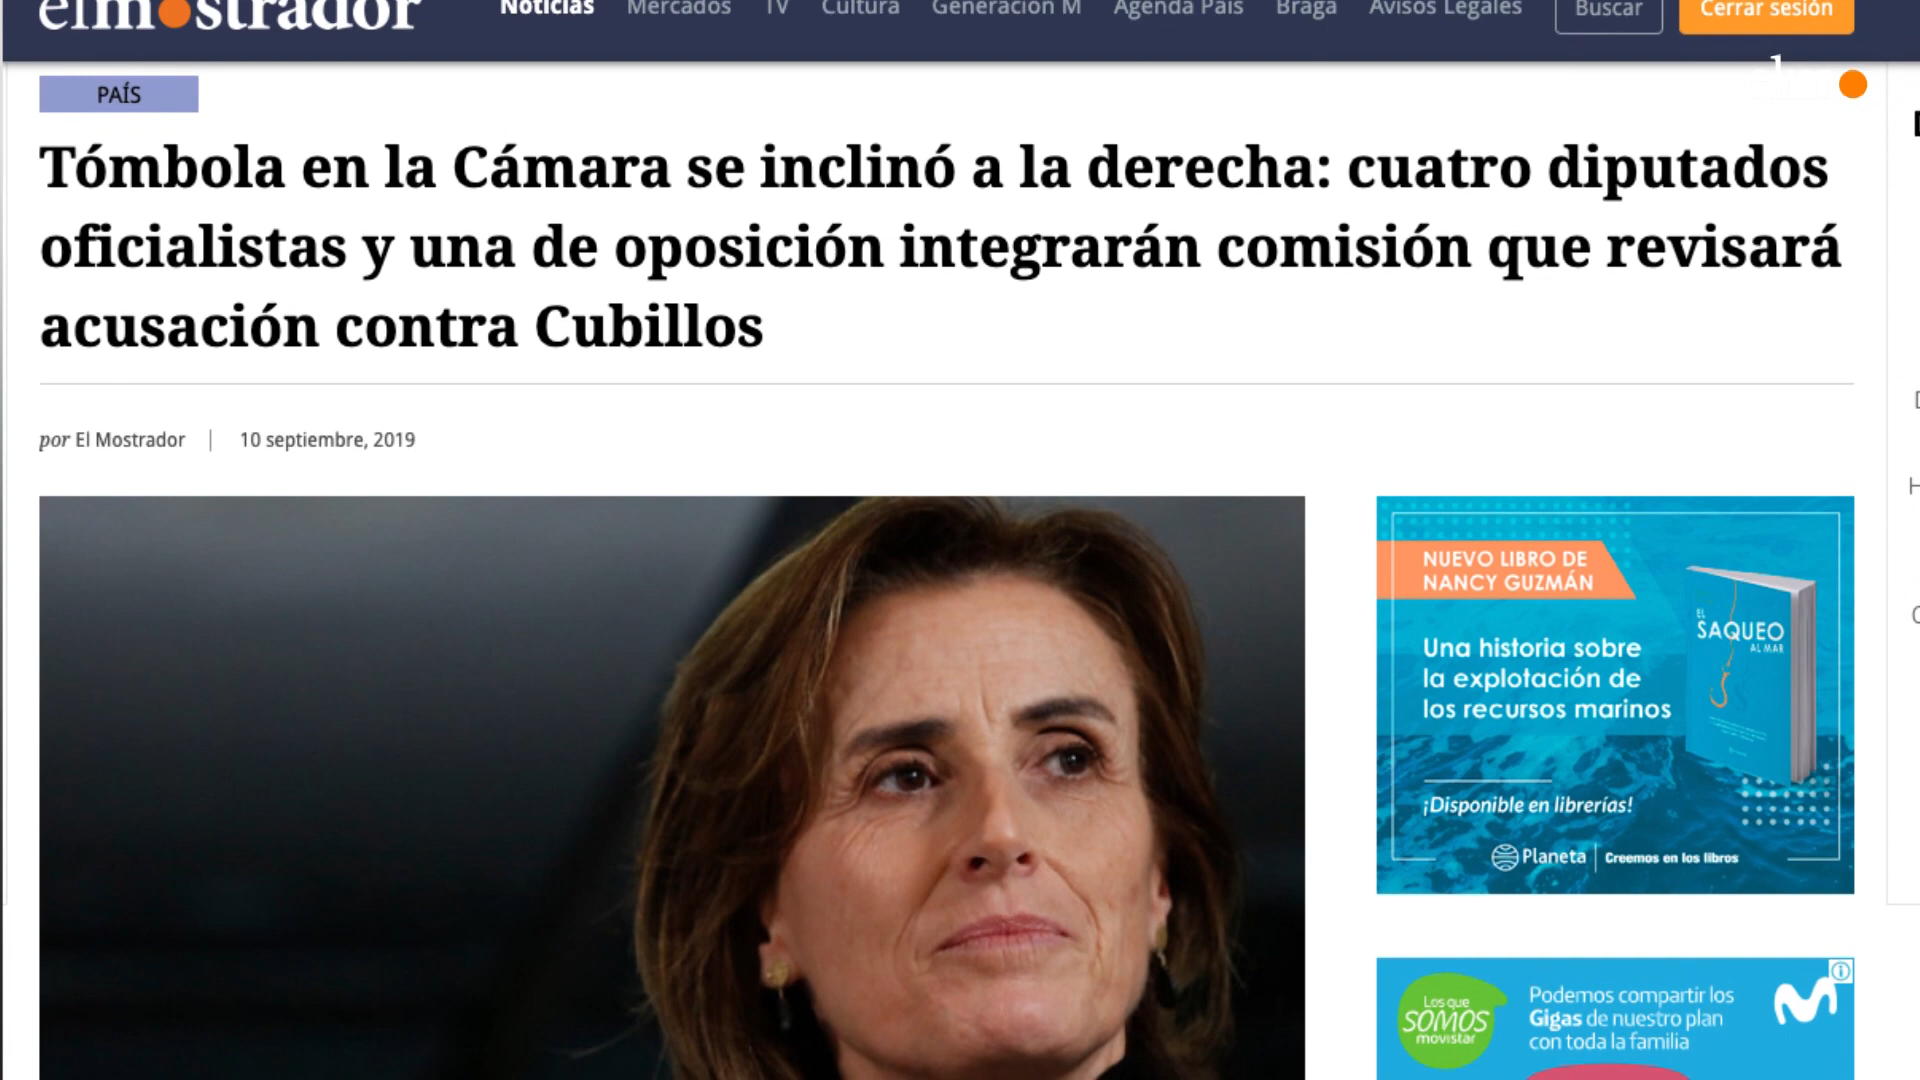 elmostrador
Noticias Mercados TV Cultura Generación M Agenda País Braga Avisos Legales Buscar Cerrar sesión
PAÍS
Tómbola en la Cámara se inclinó a la derecha: cuatro diputados
oficialistas y una de oposición integrarán comisión que revisará
acusación contra Cubillos
por El Mostrador | 10 septiembre, 2019
NUEVO LIBRO DE
NANCY GUZMÁN
Una historia sobre
la explotación de
los recursos marinos
¡Disponible en librerías!
Planeta | Creemos en los libros
EL
SAQUEO
AL MAR
Los que
SOMOS
movistar
Podemos compartir los
Gigas de nuestro plan
con toda la familia